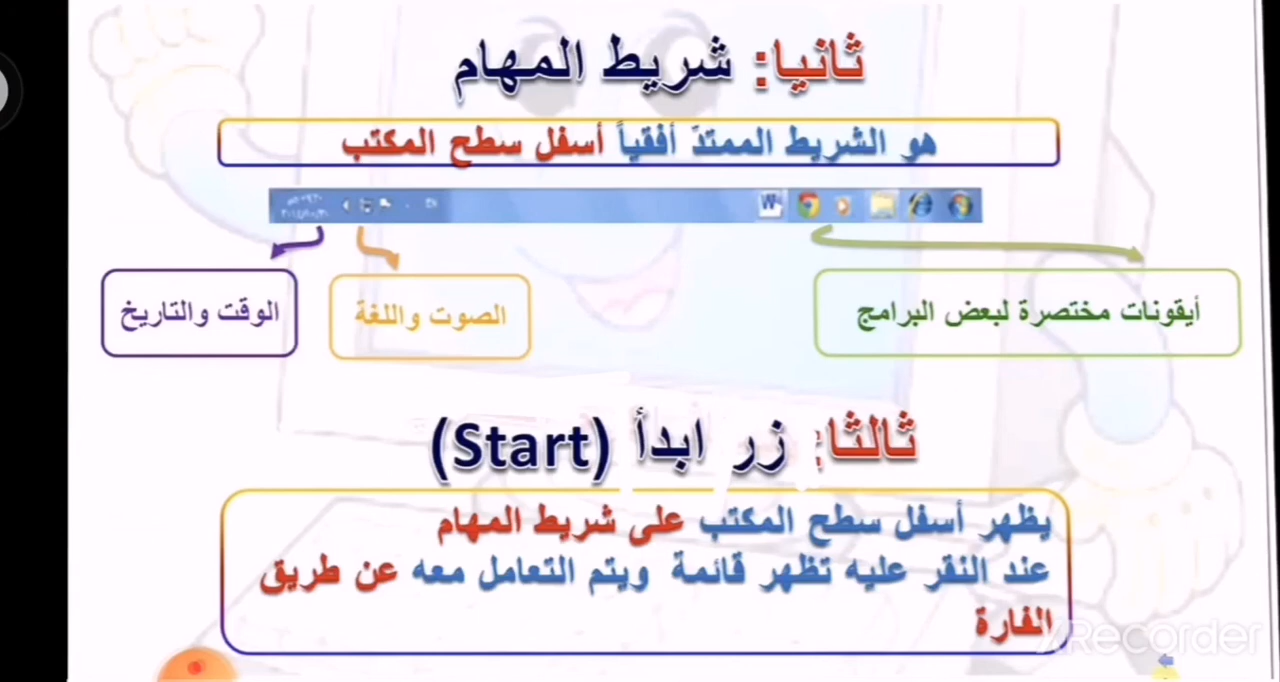 ثانيا: شريط المهام
هو الشريط الممتدّ أفقياً أسفل سطح المكتب
أيقونات مختصرة لبعض البرامج
الصوت واللغة
الوقت والتاريخ
ثالثا: زر ابدأ (Start)
يظهر أسفل سطح المكتب على شريط المهام
عند النقر عليه تظهر قائمة ويتم التعامل معه عن طريق
الفارة
Recorder